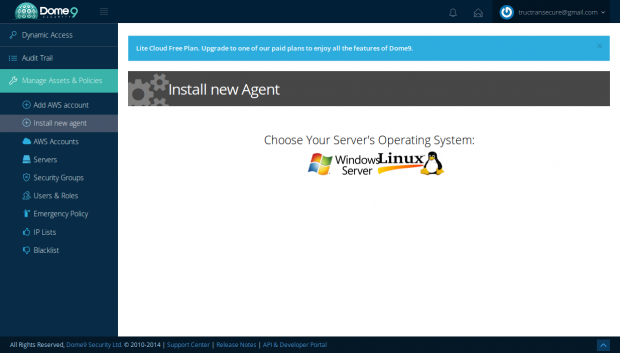 Dome9
SECURITY
tructransecure@gmail.com
Dynamic Access
Audit Trail
Manage Assets & Policies
Add AWS account
Install new agent
AWS Accounts
Servers
Security Groups
Users & Roles
Emergency Policy
IP Lists
Blacklist
Lite Cloud Free Plan. Upgrade to one of our paid plans to enjoy all the features of Dome9.
×
Install new Agent
Choose Your Server's Operating System:
Windows Server
Linux
All Rights Reserved, Dome9 Security Ltd. © 2010-2014 | Support Center | Release Notes | API & Developer Portal